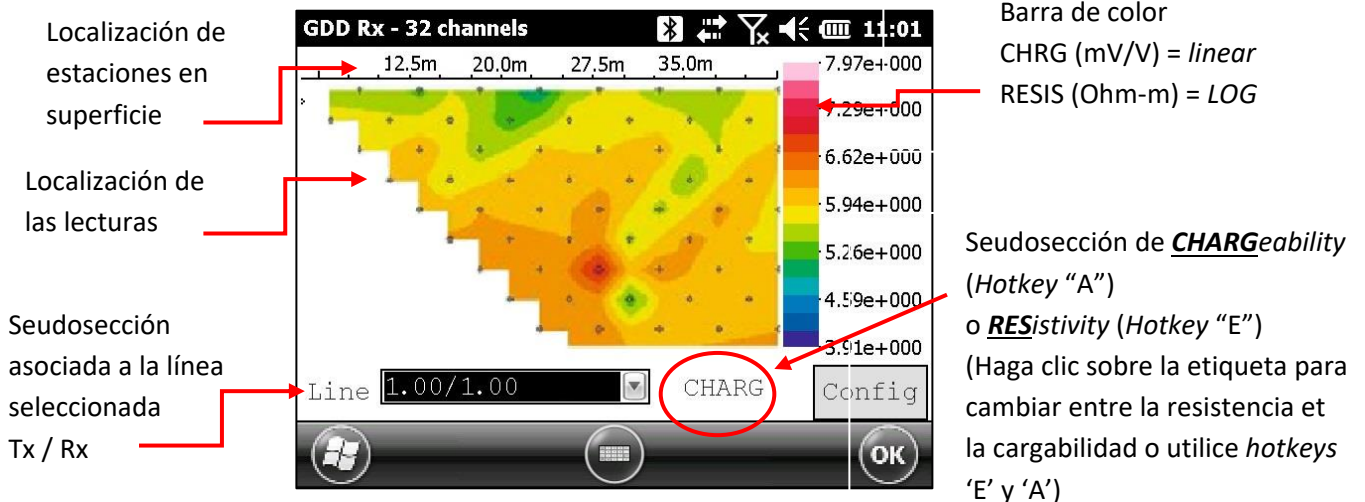 Localización de
estaciones en
superficie
Localización de
las lecturas
Seudosección
asociada a la línea
seleccionada
Tx / Rx
GDD Rx - 32 channels 11:01
12.5m 20.0m 27.5m 35.0m
7.97e+000
7.29e+000
6.62e+000
5.94e+000
5.26e+000
4.59e+000
3.91e+000
Line 1.00/1.00 CHARG Config
OK
Barra de color
CHRG (mV/V) = linear
RESIS (Ohm-m) = LOG
Seudosección de CHARGeability
(Hotkey “A”)
o RESistivity (Hotkey “E”)
(Haga clic sobre la etiqueta para
cambiar entre la resistencia et
la cargabilidad o utilice hotkeys
‘E’ y ‘A’)